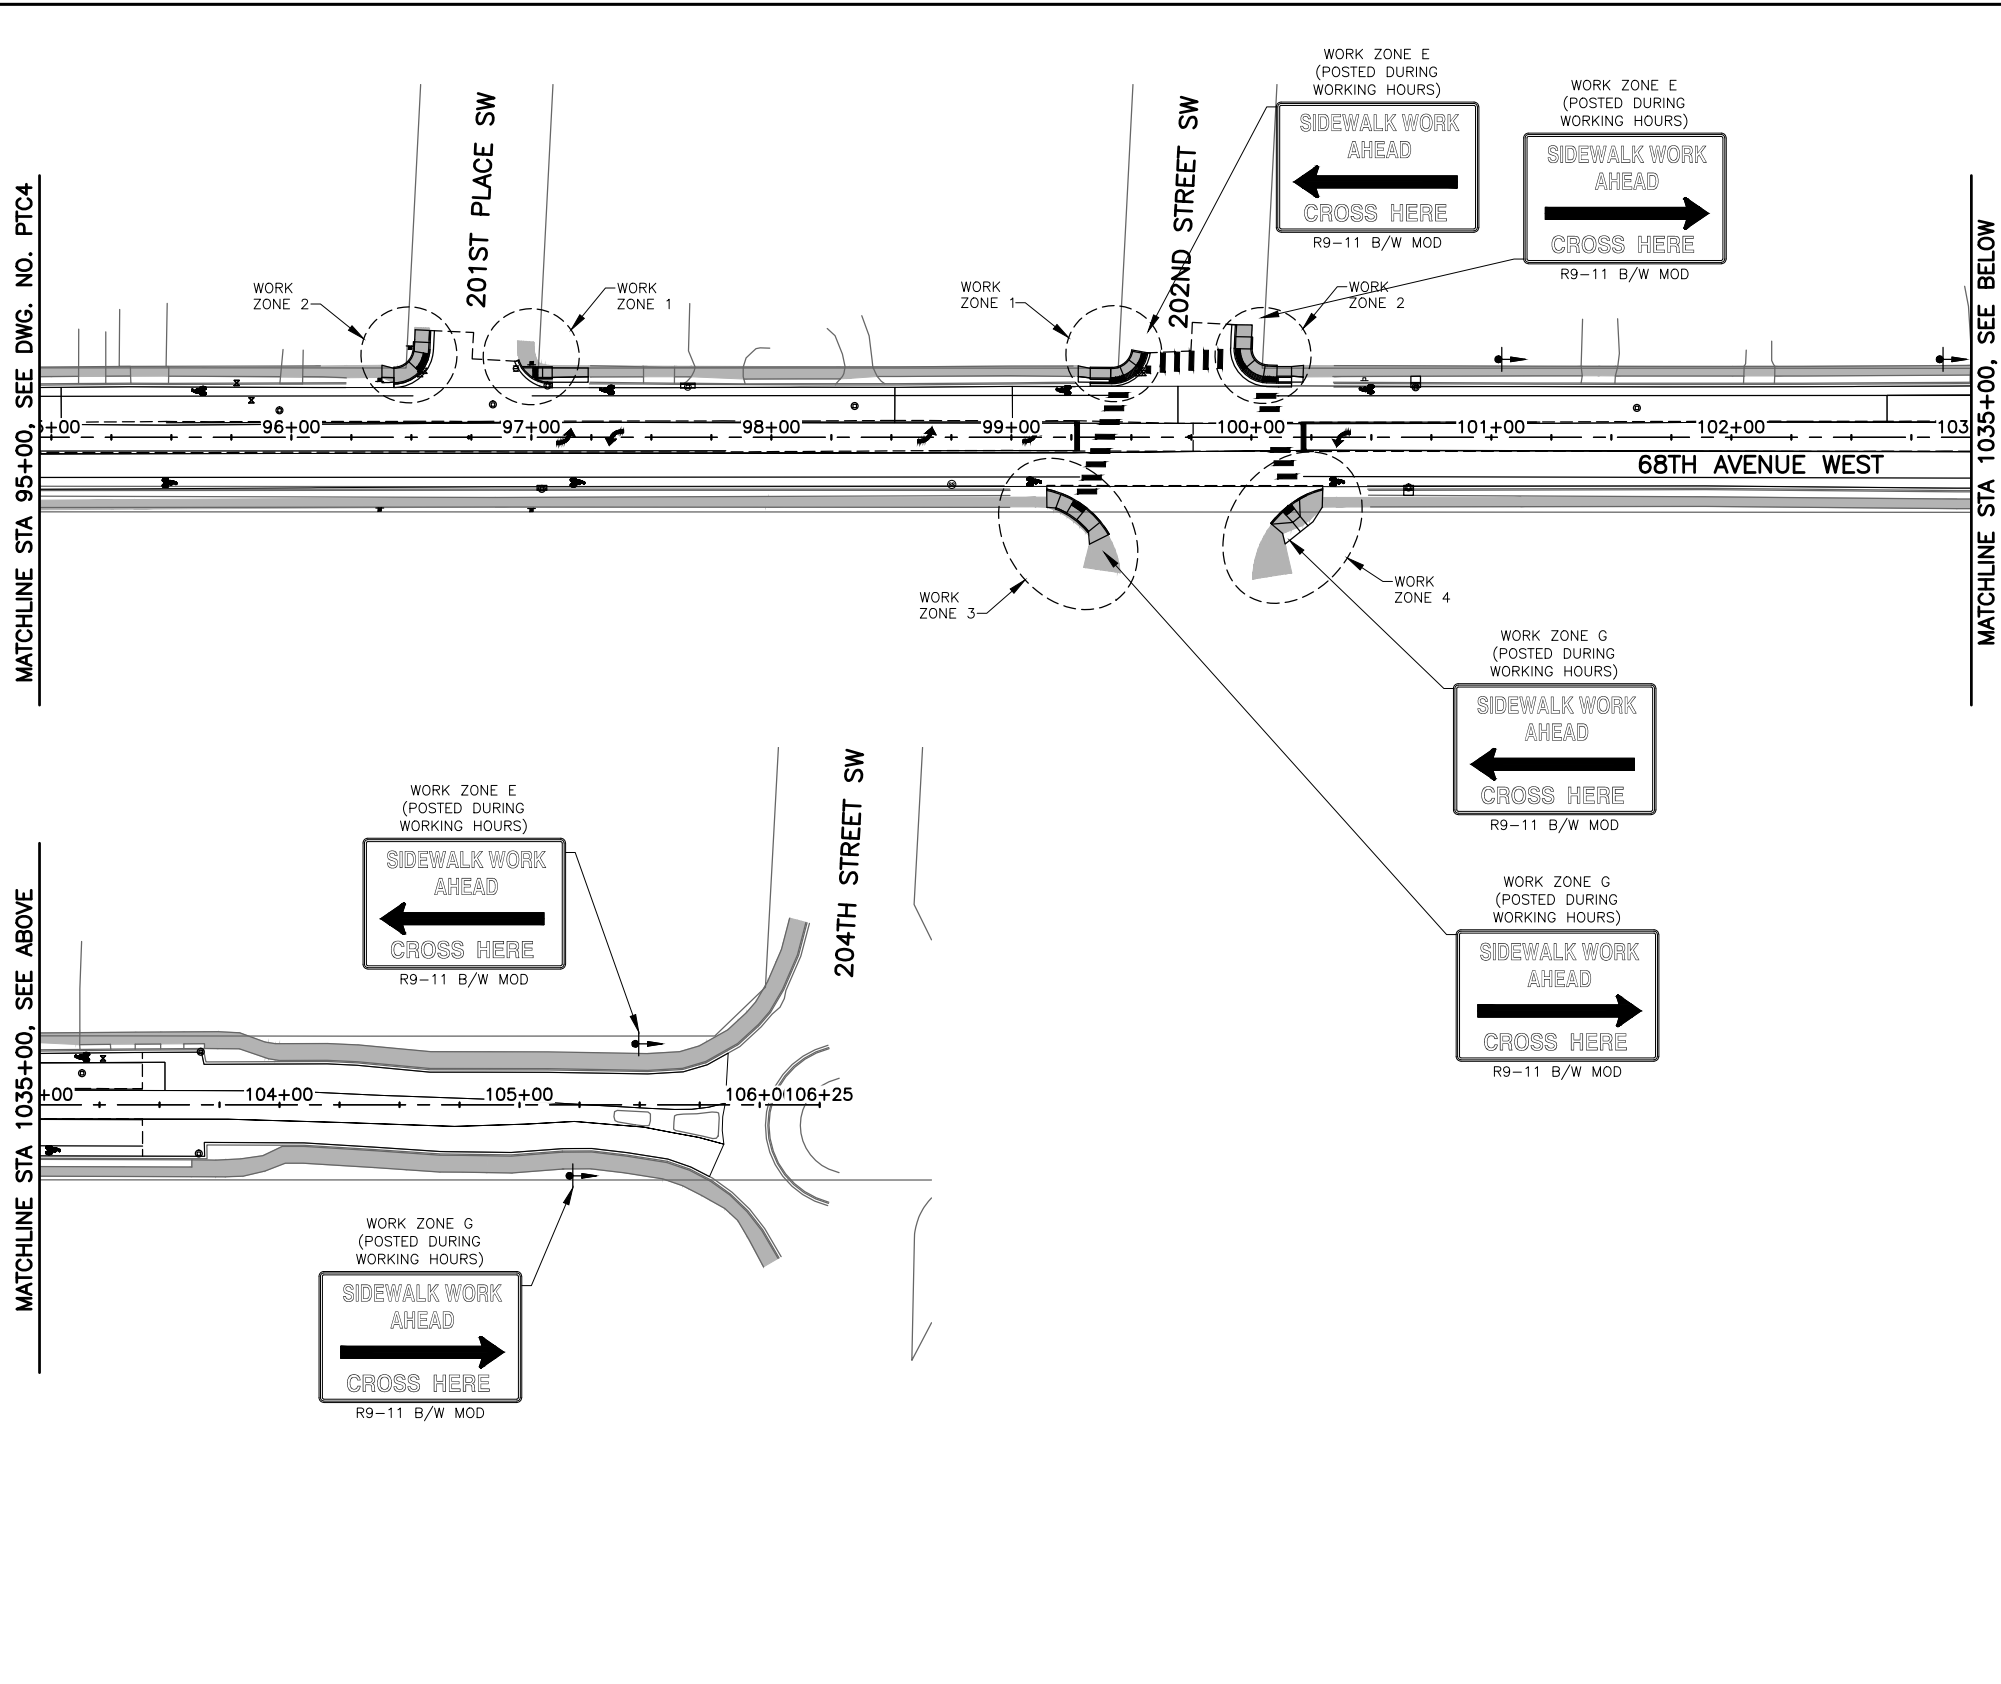 WORK ZONE E
(POSTED DURING
WORKING HOURS)
SIDEWALK WORK
AHEAD
CROSS HERE
R9-11 B/W MOD
WORK ZONE E
(POSTED DURING
WORKING HOURS)
SIDEWALK WORK
AHEAD
CROSS HERE
R9-11 B/W MOD
MATCHLINE STA 95+00, SEE DWG. NO. PTC4
201ST PLACE SW
202ND STREET SW
MATCHLINE STA 1035+00, SEE BELOW
WORK
ZONE 2
WORK
ZONE 1
WORK
ZONE 1
WORK
ZONE 2
+00 96+00 97+00 98+00 99+00 100+00 101+00 102+00 103
68TH AVENUE WEST
WORK
ZONE 3
WORK
ZONE 4
WORK ZONE G
(POSTED DURING
WORKING HOURS)
SIDEWALK WORK
AHEAD
CROSS HERE
R9-11 B/W MOD
WORK ZONE G
(POSTED DURING
WORKING HOURS)
SIDEWALK WORK
AHEAD
CROSS HERE
R9-11 B/W MOD
MATCHLINE STA 1035+00, SEE ABOVE
204TH STREET SW
WORK ZONE E
(POSTED DURING
WORKING HOURS)
SIDEWALK WORK
AHEAD
CROSS HERE
R9-11 B/W MOD
+00 104+00 105+00 106+0 106+25
WORK ZONE G
(POSTED DURING
WORKING HOURS)
SIDEWALK WORK
AHEAD
CROSS HERE
R9-11 B/W MOD